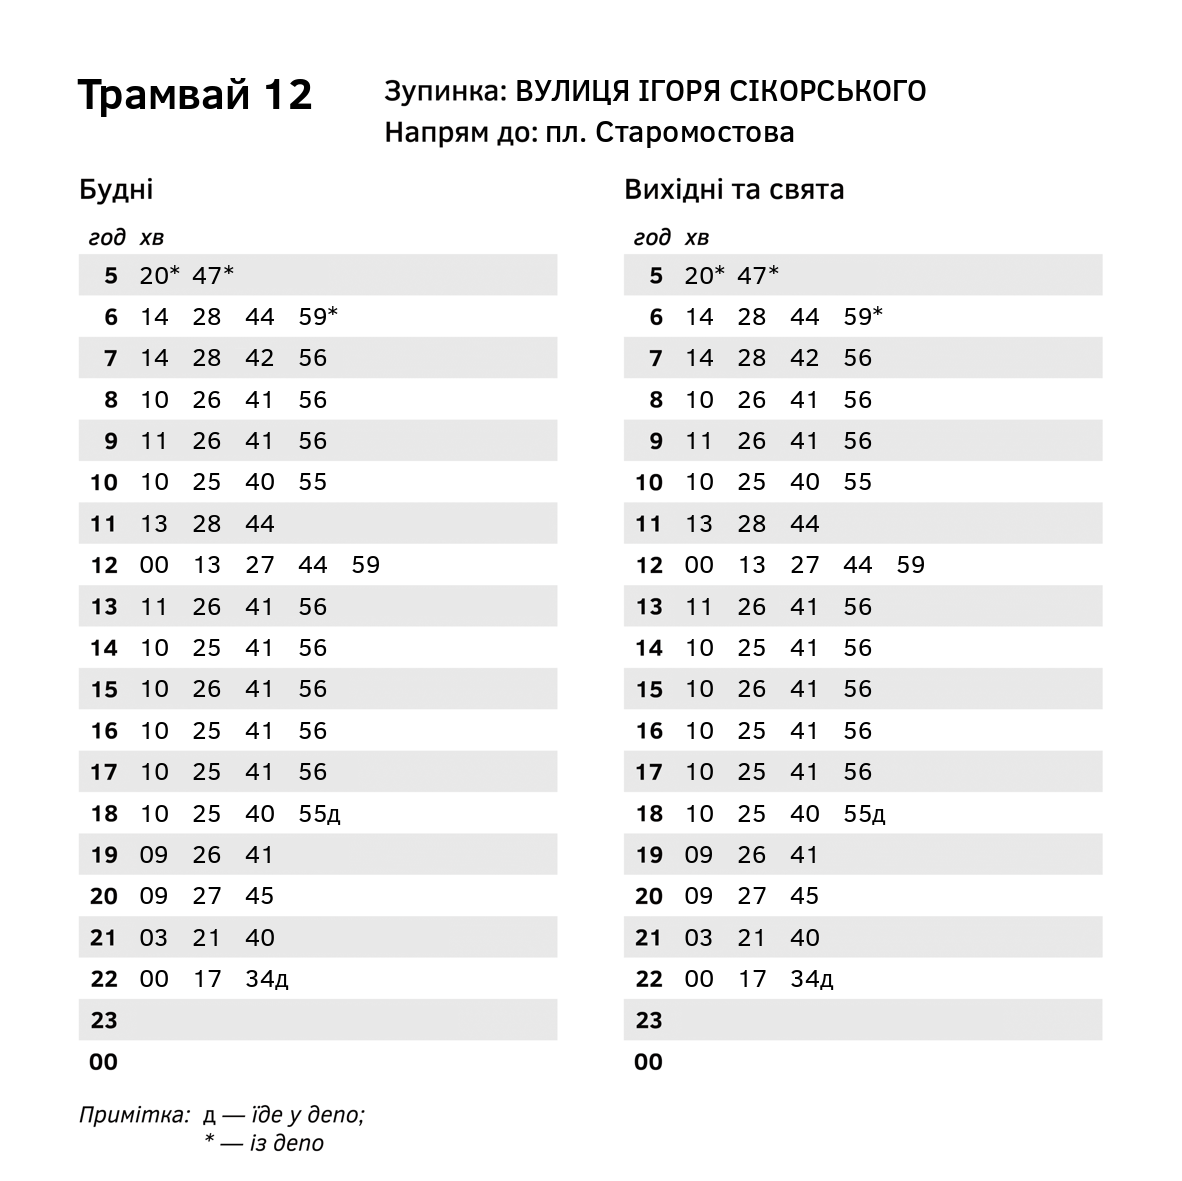 Трамвай 12
Зупинка: ВУЛИЦЯ ІГОРЯ СІКОРСЬКОГО
Напрям до: пл. Старомостова
Будні
год хв
5 20* 47*
6 14 28 44 59*
7 14 28 42 56
8 10 26 41 56
9 11 26 41 56
10 10 25 40 55
11 13 28 44
12 00 13 27 44 59
13 11 26 41 56
14 10 25 41 56
15 10 26 41 56
16 10 25 41 56
17 10 25 41 56
18 10 25 40 55д
19 09 26 41
20 09 27 45
21 03 21 40
22 00 17 34д
23
00
Вихідні та свята
год хв
5 20* 47*
6 14 28 44 59*
7 14 28 42 56
8 10 26 41 56
9 11 26 41 56
10 10 25 40 55
11 13 28 44
12 00 13 27 44 59
13 11 26 41 56
14 10 25 41 56
15 10 26 41 56
16 10 25 41 56
17 10 25 41 56
18 10 25 40 55д
19 09 26 41
20 09 27 45
21 03 21 40
22 00 17 34д
23
00
Примітка: д — їде у депо;
* — із депо